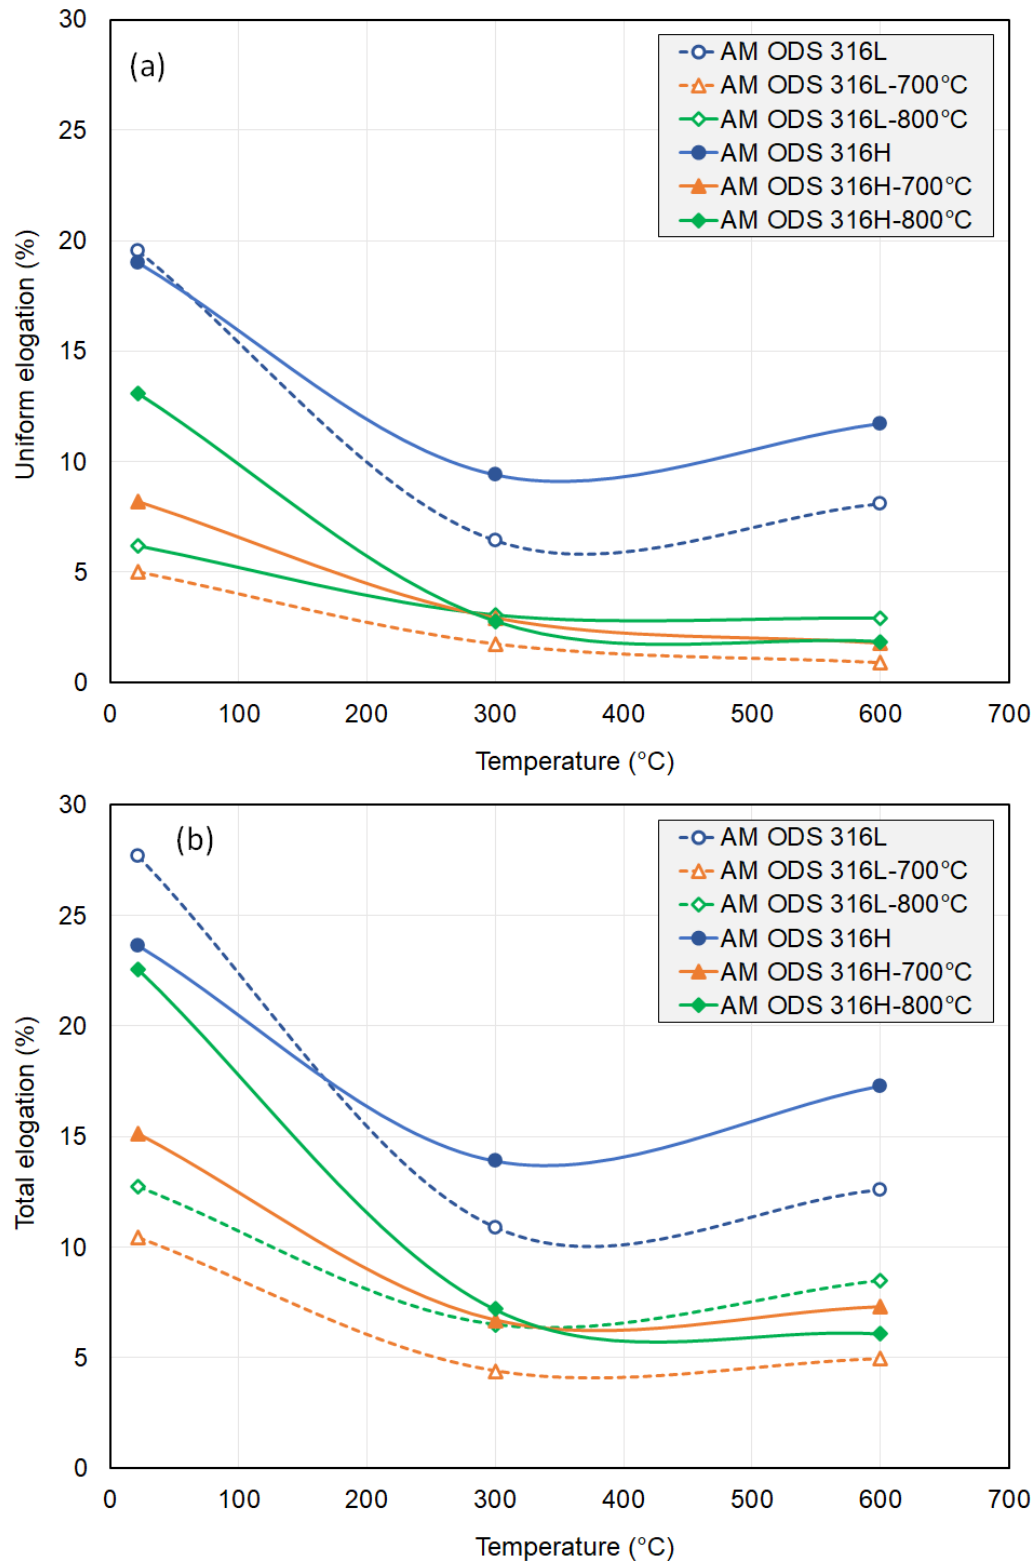 (a)
AM ODS 316L
AM ODS 316L-700°C
AM ODS 316L-800°C
AM ODS 316H
AM ODS 316H-700°C
AM ODS 316H-800°C
Uniform elogation (%)
30
25
20
15
10
5
0
0 100 200 300 400 500 600 700
Temperature (°C)
(b)
AM ODS 316L
AM ODS 316L-700°C
AM ODS 316L-800°C
AM ODS 316H
AM ODS 316H-700°C
AM ODS 316H-800°C
Total elogation (%)
30
25
20
15
10
5
0
0 100 200 300 400 500 600 700
Temperature (°C)